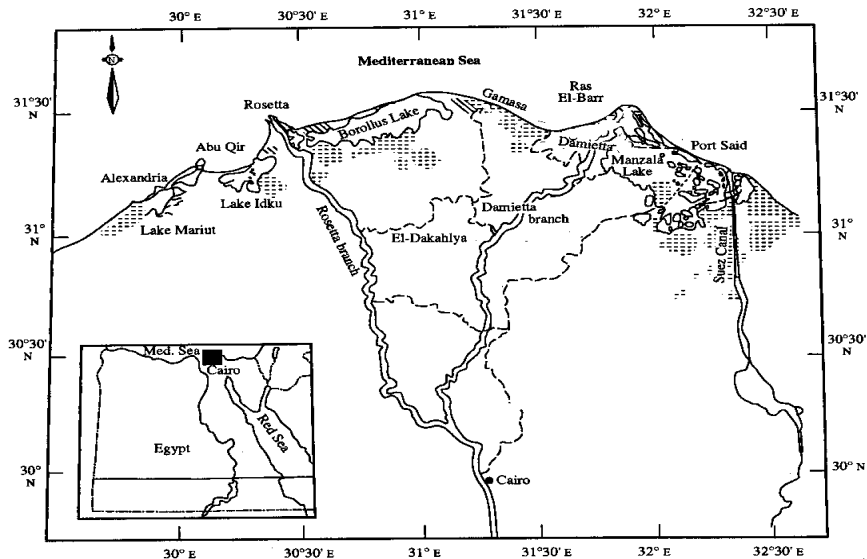 30° E
30°30' E
31° E
31°30' E
32° E
32°30' E
N
Mediterranean Sea
31°30'
N
Rosetta
Gamasa
Ras
El-Barr
31°30'
N
Borollus Lake
Abu Qir
Damietta
Port Said
Alexandria
Manzala
Lake
Lake Idku
Rosetta branch
Damietta
branch
Lake Mariut
31°
N
El-Dakahlya
Suez Canal
31°
N
30°30'
N
Med. Sea
Cairo
30°30'
N
Red Sea
Egypt
30°
N
Cairo
30°
N
30° E
30°30' E
31° E
31°30' E
32° E
32°30' E